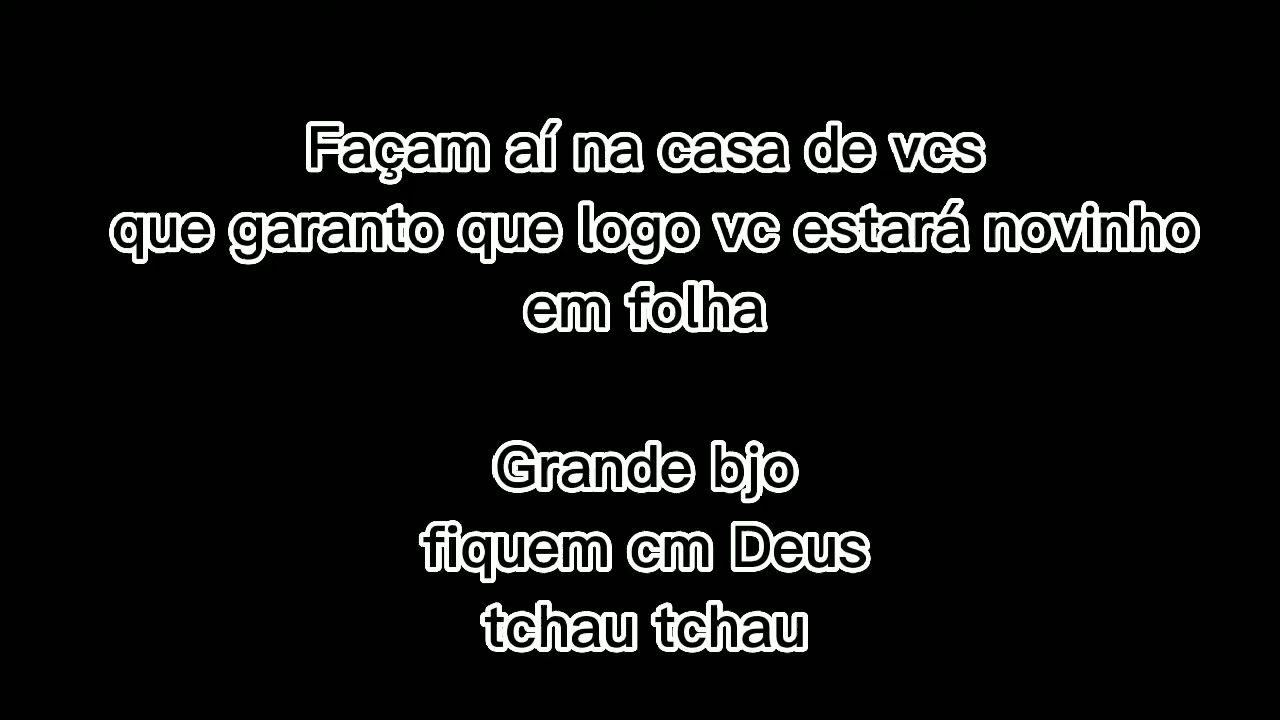 Façam aí na casa de vcs
que garanto que logo vc estará novinho
em folha
Grande bjo
fiquem cm Deus
tchau tchau